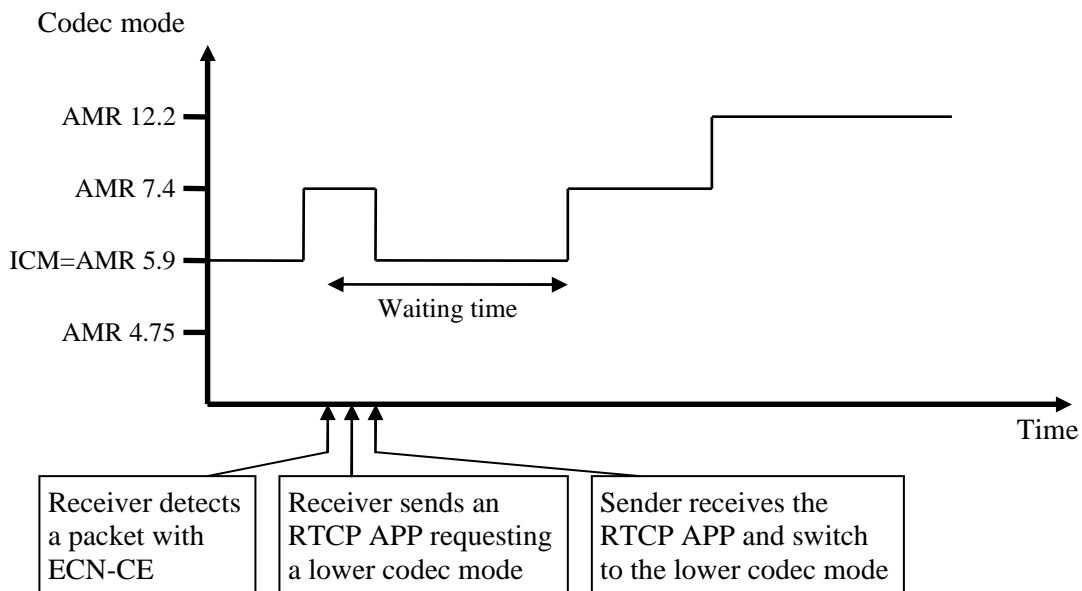 Codec mode
AMR 12.2
AMR 7.4
ICM=AMR 5.9
AMR 4.75
Waiting time
Time
Receiver detects
a packet with
ECN-CE
Receiver sends an
RTCP APP requesting
a lower codec mode
Sender receives the
RTCP APP and switch
to the lower codec mode